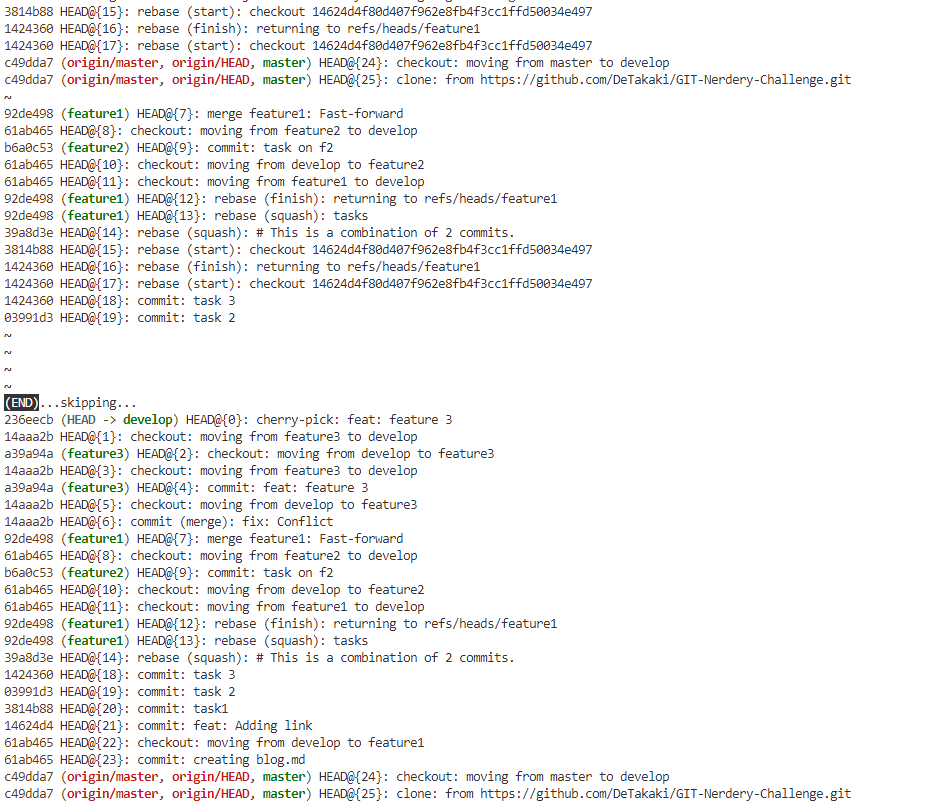 3814b88 HEAD@{15}: rebase (start): checkout 14624d4f80d407f962e8fb4f3cc1ffd50034e497
1424360 HEAD@{16}: rebase (finish): returning to refs/heads/feature1
1424360 HEAD@{17}: rebase (start): checkout 14624d4f80d407f962e8fb4f3cc1ffd50034e497
c49dda7 (origin/master, origin/HEAD, master) HEAD@{24}: checkout: moving from master to develop
c49dda7 (origin/master, origin/HEAD, master) HEAD@{25}: clone: from https://github.com/DeTakaki/GIT-Nerdery-Challenge.git
~
92de498 (feature1) HEAD@{7}: merge feature1: Fast-forward
61ab465 HEAD@{8}: checkout: moving from feature2 to develop
b6a0c53 (feature2) HEAD@{9}: commit: task on f2
61ab465 HEAD@{10}: checkout: moving from develop to feature2
61ab465 HEAD@{11}: checkout: moving from feature1 to develop
92de498 (feature1) HEAD@{12}: rebase (finish): returning to refs/heads/feature1
92de498 (feature1) HEAD@{13}: rebase (squash): tasks
39a8d3e HEAD@{14}: rebase (squash): # This is a combination of 2 commits.
3814b88 HEAD@{15}: rebase (start): checkout 14624d4f80d407f962e8fb4f3cc1ffd50034e497
1424360 HEAD@{16}: rebase (finish): returning to refs/heads/feature1
1424360 HEAD@{17}: rebase (start): checkout 14624d4f80d407f962e8fb4f3cc1ffd50034e497
1424360 HEAD@{18}: commit: task 3
03991d3 HEAD@{19}: commit: task 2
~
~
~
~
(END)...skipping...
236eecb (HEAD -> develop) HEAD@{0}: cherry-pick: feat: feature 3
14aaa2b HEAD@{1}: checkout: moving from feature3 to develop
a39a94a (feature3) HEAD@{2}: checkout: moving from develop to feature3
14aaa2b HEAD@{3}: checkout: moving from feature3 to develop
a39a94a (feature3) HEAD@{4}: commit: feat: feature 3
14aaa2b HEAD@{5}: checkout: moving from develop to feature3
14aaa2b HEAD@{6}: commit (merge): fix: Conflict
92de498 (feature1) HEAD@{7}: merge feature1: Fast-forward
61ab465 HEAD@{8}: checkout: moving from feature2 to develop
b6a0c53 (feature2) HEAD@{9}: commit: task on f2
61ab465 HEAD@{10}: checkout: moving from develop to feature2
61ab465 HEAD@{11}: checkout: moving from feature1 to develop
92de498 (feature1) HEAD@{12}: rebase (finish): returning to refs/heads/feature1
92de498 (feature1) HEAD@{13}: rebase (squash): tasks
39a8d3e HEAD@{14}: rebase (squash): # This is a combination of 2 commits.
1424360 HEAD@{18}: commit: task 3
03991d3 HEAD@{19}: commit: task 2
3814b88 HEAD@{20}: commit: task1
14624d4 HEAD@{21}: commit: feat: Adding link
61ab465 HEAD@{22}: checkout: moving from develop to feature1
61ab465 HEAD@{23}: commit: creating blog.md
c49dda7 (origin/master, origin/HEAD, master) HEAD@{24}: checkout: moving from master to develop
c49dda7 (origin/master, origin/HEAD, master) HEAD@{25}: clone: from https://github.com/DeTakaki/GIT-Nerdery-Challenge.git